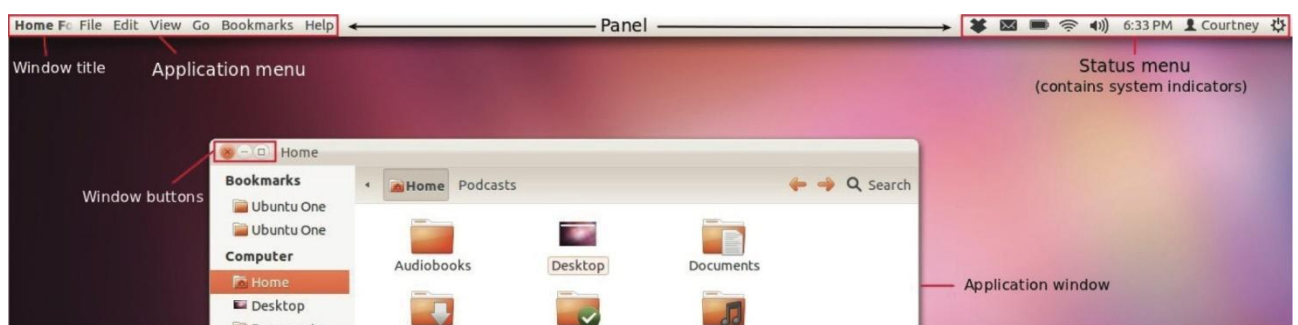 Home Fo File Edit View Go Bookmarks Help
Panel
6:33 PM Courtney
Window title
Application menu
Status menu
(contains system indicators)
Home
Window buttons
Bookmarks
Ubuntu One
Ubuntu One
Computer
Home
Desktop
Home Podcasts
Search
Audiobooks
Desktop
Documents
Application window